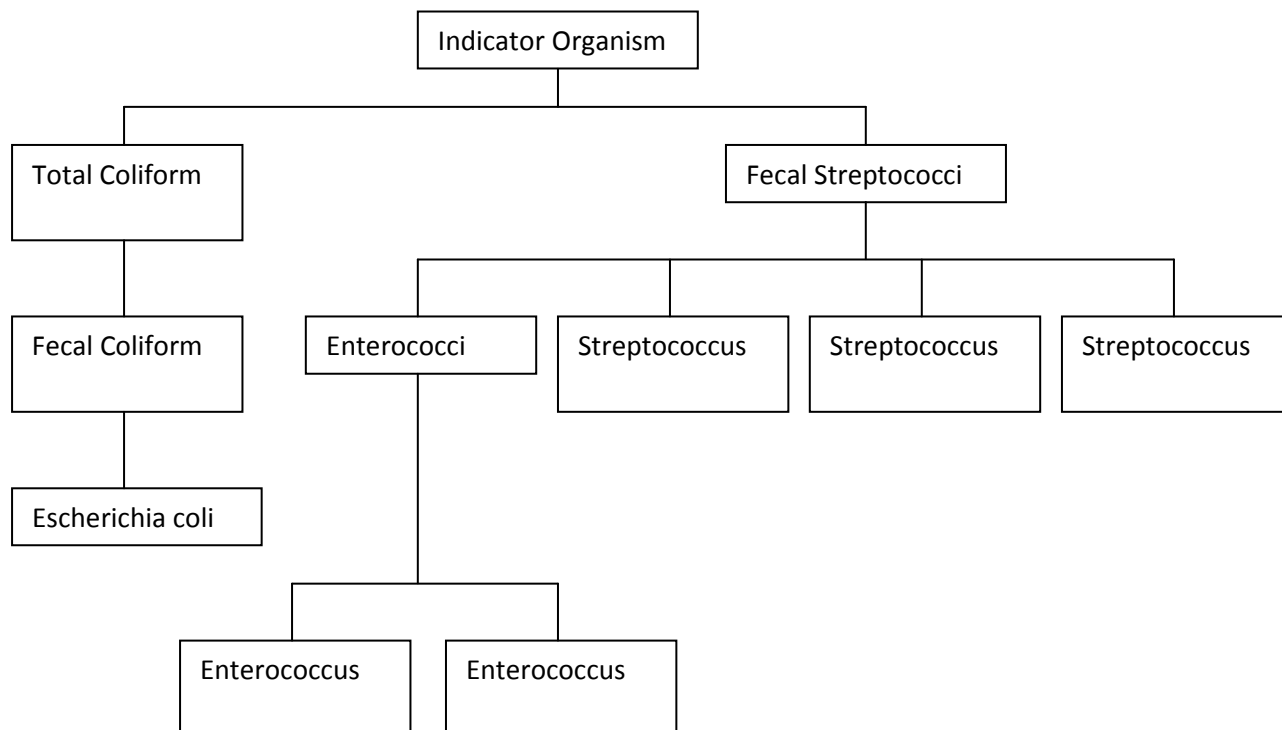 Indicator Organism
Total Coliform
Fecal Streptococci
Fecal Coliform
Enterococci
Streptococcus
Streptococcus
Streptococcus
Escherichia coli
Enterococcus
Enterococcus